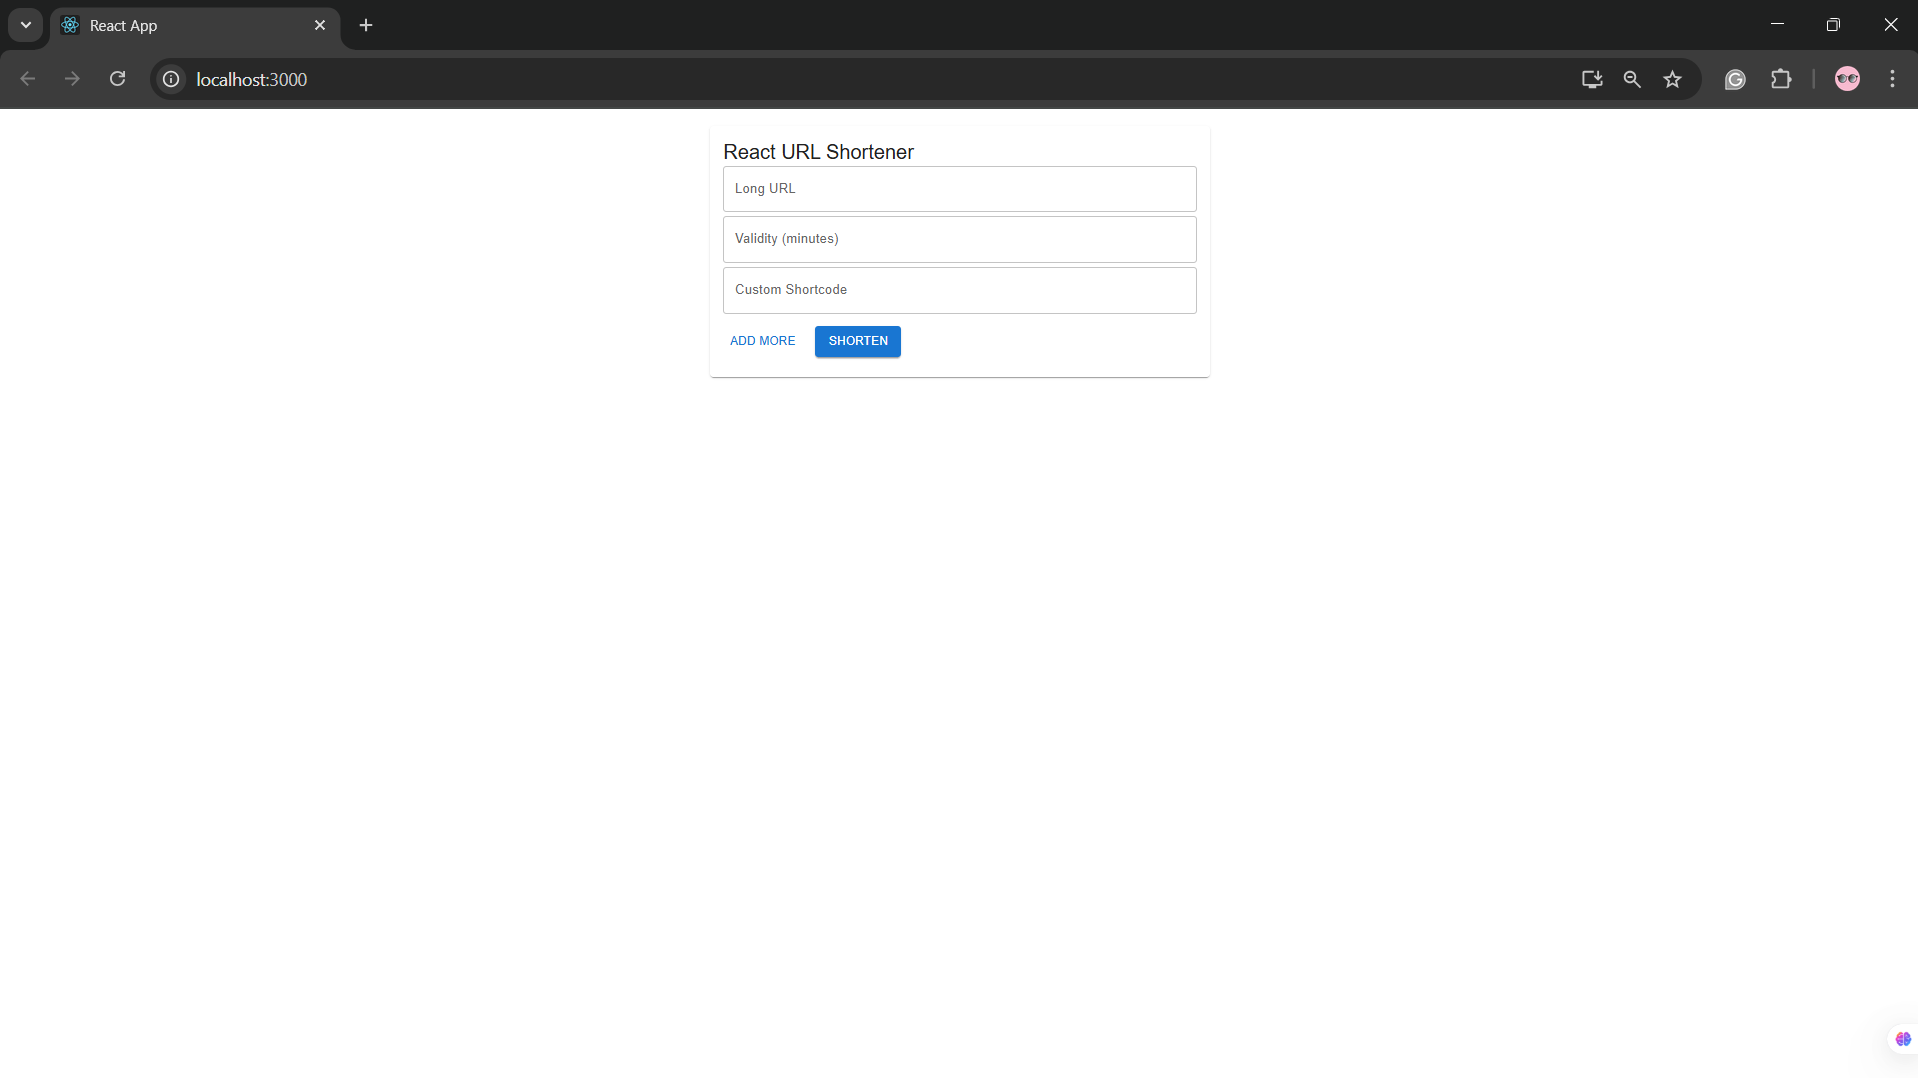 React App
localhost:3000
React URL Shortener
Long URL
Validity (minutes)
Custom Shortcode
ADD MORE
SHORTEN